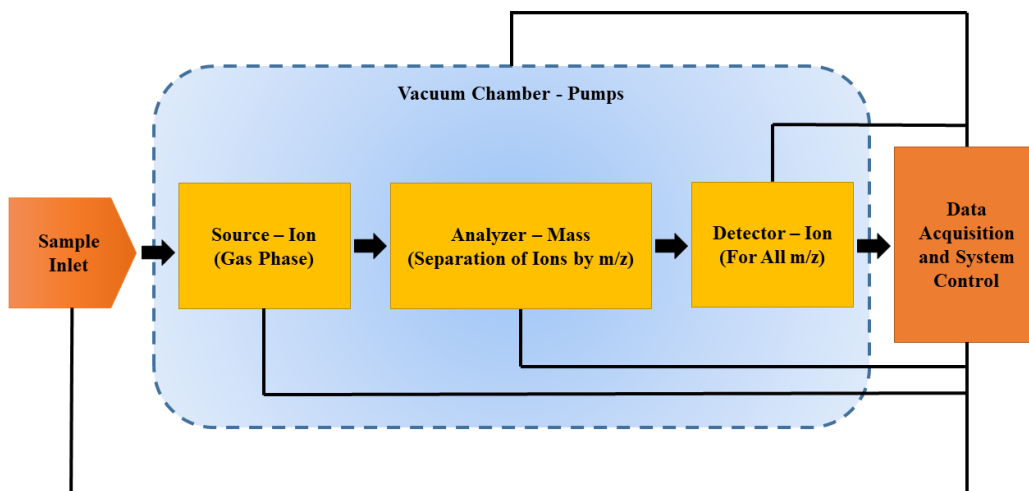 Vacuum Chamber - Pumps
Sample
Inlet
Source – Ion
(Gas Phase)
Analyzer – Mass
(Separation of Ions by m/z)
Detector – Ion
(For All m/z)
Data
Acquisition
and System
Control